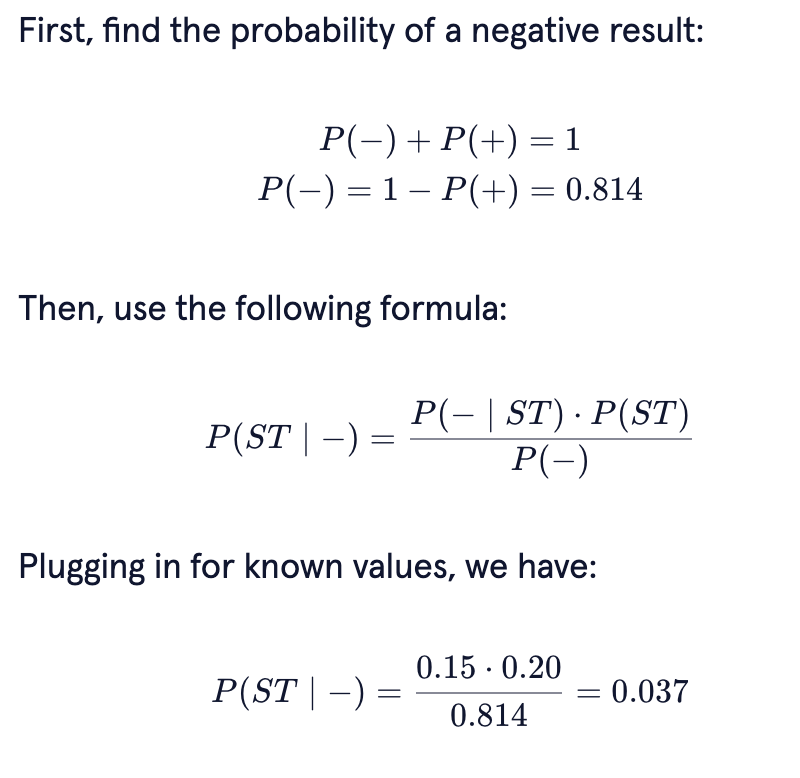 First, find the probability of a negative result:
P(−) + P(+) = 1
P(−) = 1 − P(+) = 0.814
Then, use the following formula:
P(ST | −) = P(− | ST) · P(ST) / P(−)
Plugging in for known values, we have:
P(ST | −) = 0.15 · 0.20 / 0.814 = 0.037